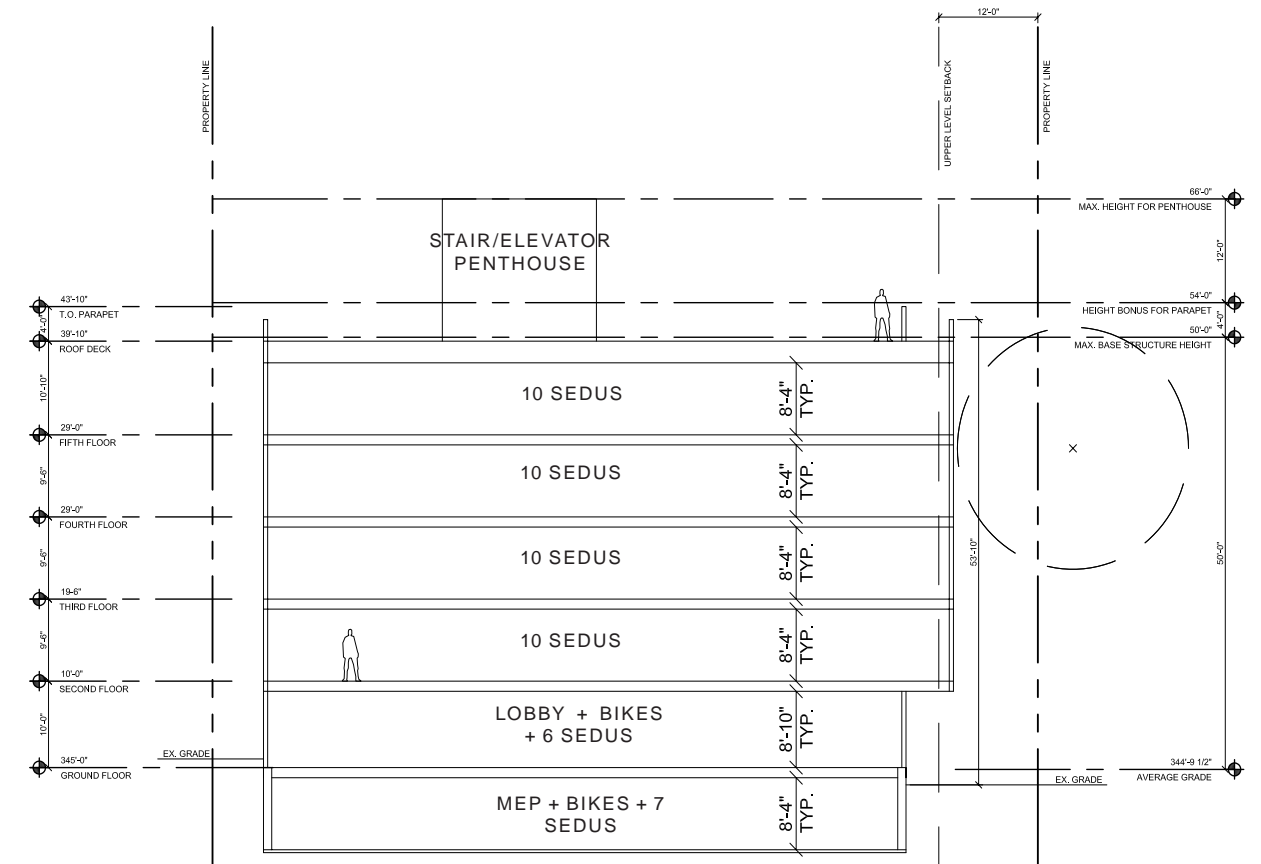 12'-0"
PROPERTY LINE
UPPER LEVEL SETBACK
PROPERTY LINE
66'-0"
MAX. HEIGHT FOR PENTHOUSE
STAIR/ELEVATOR
PENTHOUSE
12'-0"
43'-10"
T.O. PARAPET
54'-0"
HEIGHT BONUS FOR PARAPET
4'-0"
4'-0"
39'-10"
ROOF DECK
50'-0"
MAX. BASE STRUCTURE HEIGHT
10'-10"
10 SEDUS
8'-4"
TYP.
29'-0"
FIFTH FLOOR
9'-6"
10 SEDUS
8'-4"
TYP.
29'-0"
FOURTH FLOOR
9'-6"
10 SEDUS
8'-4"
TYP.
53'-10"
50'-0"
19-6"
THIRD FLOOR
9'-6"
10 SEDUS
8'-4"
TYP.
10'-0"
SECOND FLOOR
10'-0"
LOBBY + BIKES
+ 6 SEDUS
8'-10"
TYP.
EX. GRADE
345'-0"
GROUND FLOOR
344'-9 1/2"
AVERAGE GRADE
EX. GRADE
MEP + BIKES + 7
SEDUS
8'-4"
TYP.